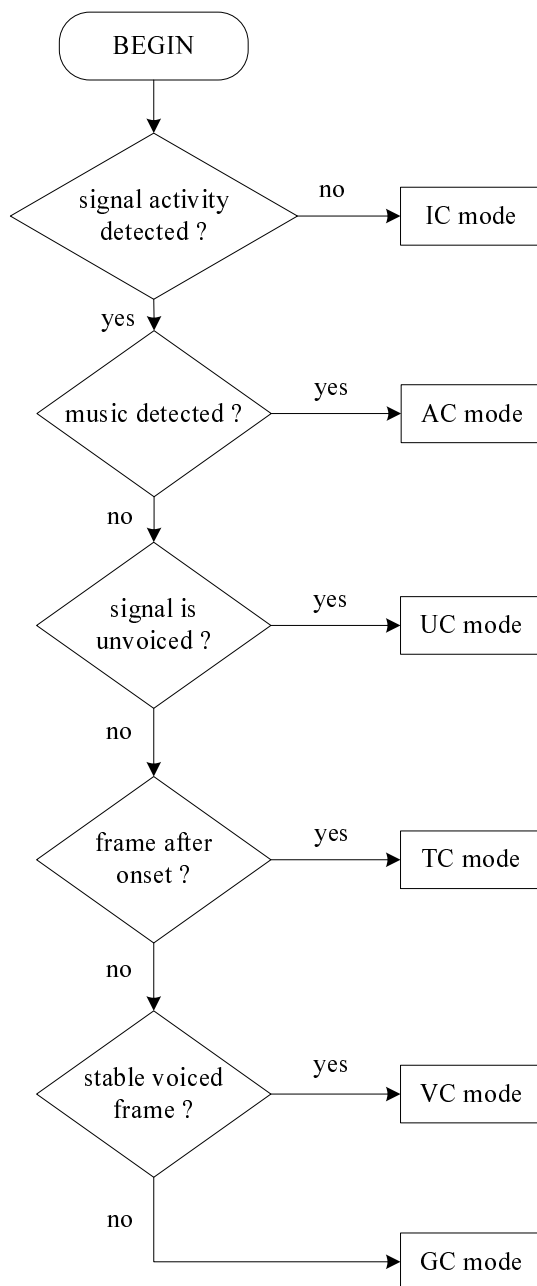 BEGIN
signal activity
detected ?
no
IC mode
yes
music detected ?
yes
AC mode
no
signal is
unvoiced ?
yes
UC mode
no
frame after
onset ?
yes
TC mode
no
stable voiced
frame ?
yes
VC mode
no
GC mode